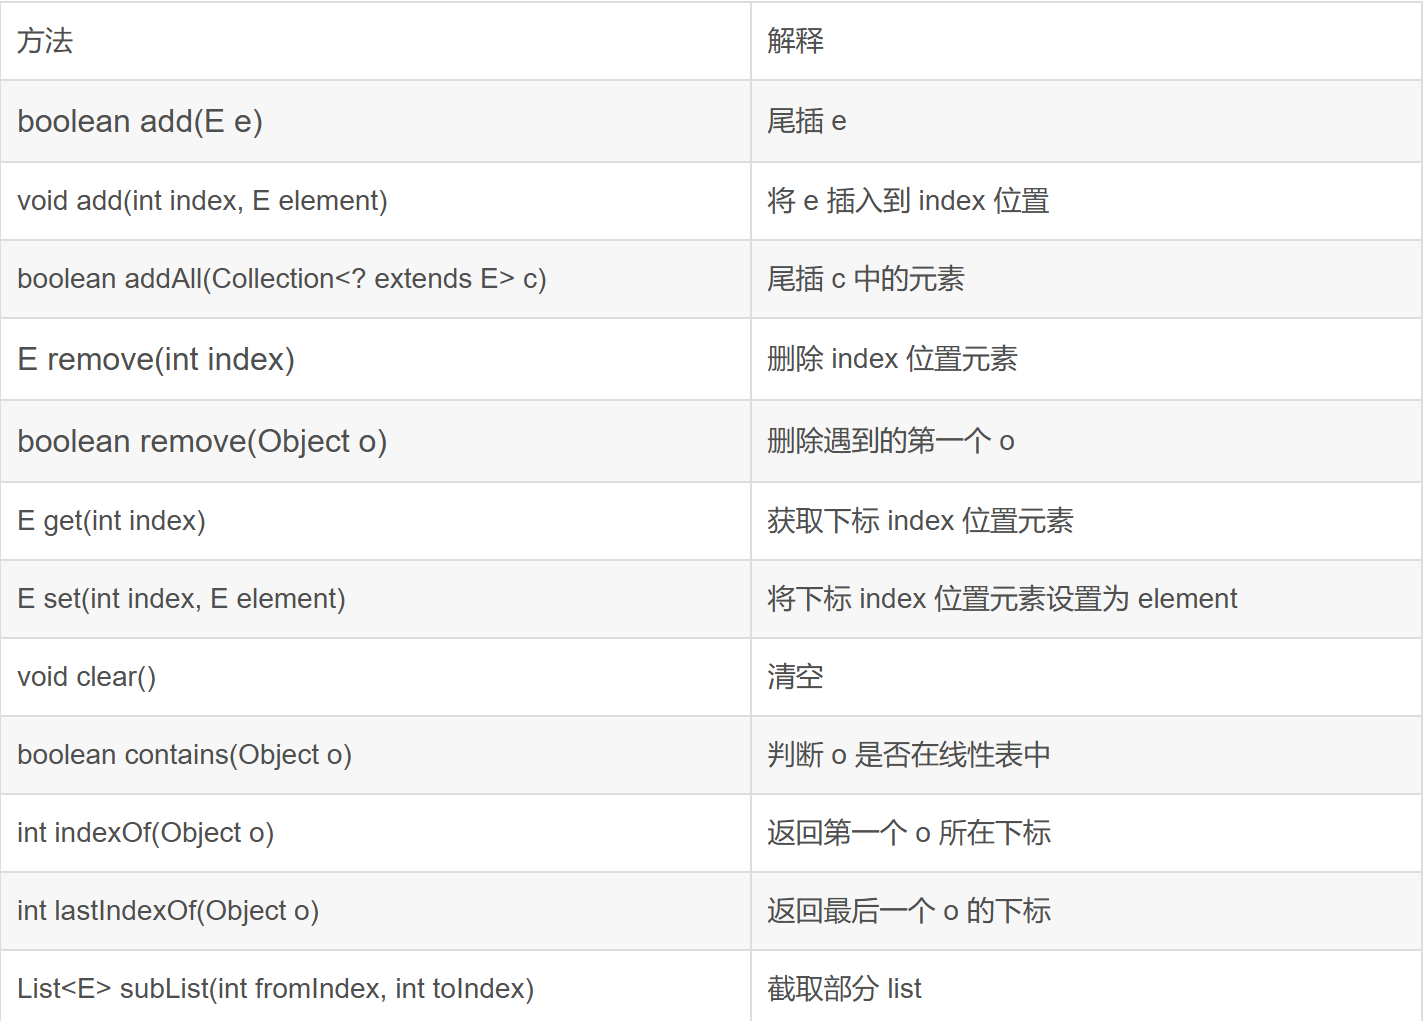 方法 解释
boolean add(E e) 尾插 e
void add(int index, E element) 将 e 插入到 index 位置
boolean addAll(Collection<? extends E> c) 尾插 c 中的元素
E remove(int index) 删除 index 位置元素
boolean remove(Object o) 删除遇到的第一个 o
E get(int index) 获取下标 index 位置元素
E set(int index, E element) 将下标 index 位置元素设置为 element
void clear() 清空
boolean contains(Object o) 判断 o 是否在线性表中
int indexOf(Object o) 返回第一个 o 所在下标
int lastIndexOf(Object o) 返回最后一个 o 的下标
List<E> subList(int fromIndex, int toIndex) 截取部分 list